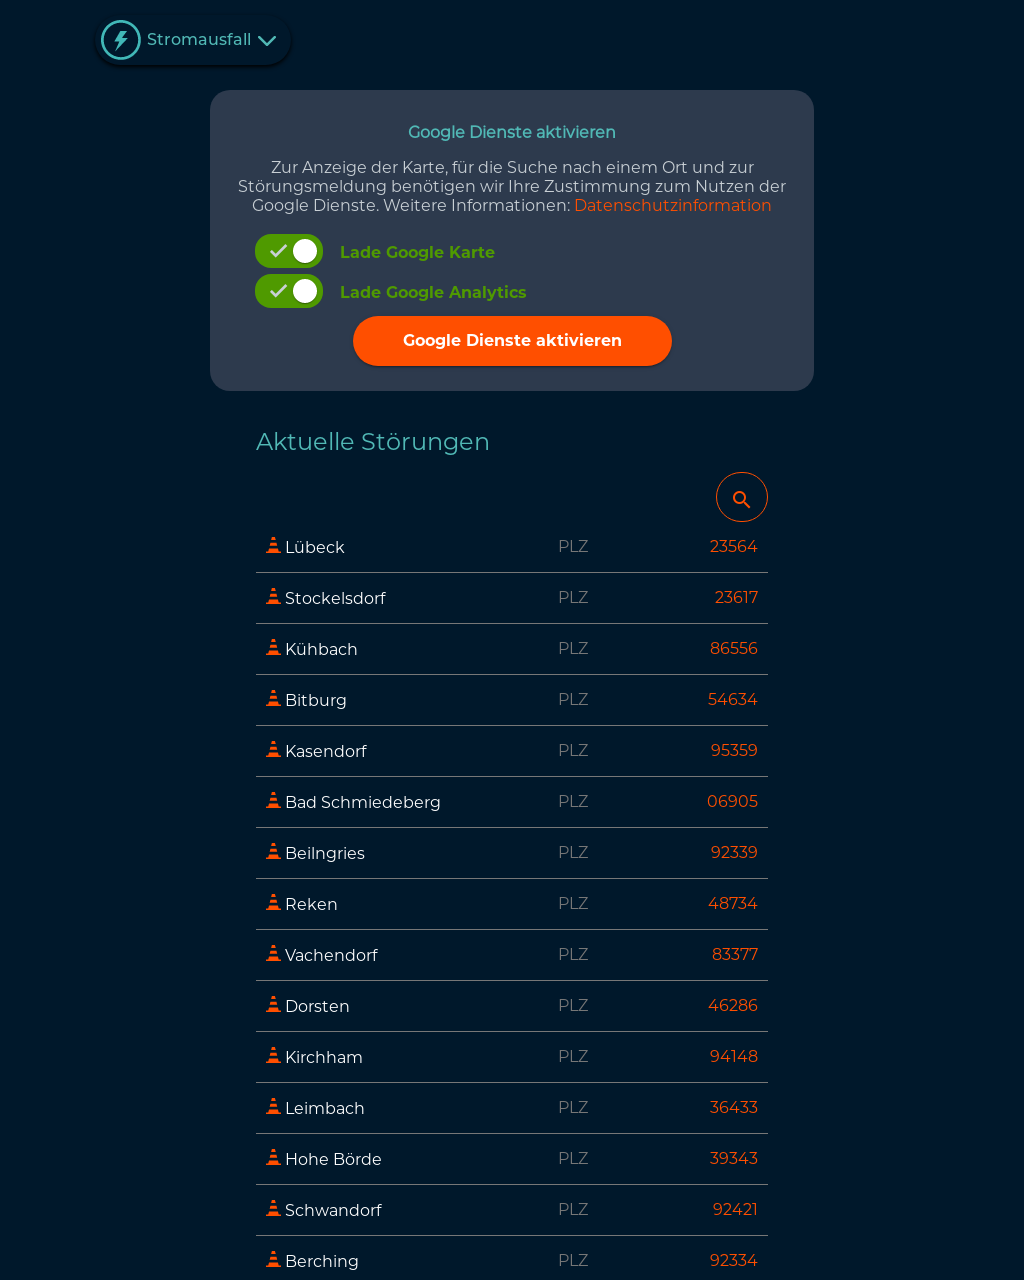 Stromausfall
Google Dienste aktivieren
Zur Anzeige der Karte, für die Suche nach einem Ort und zur
Störungsmeldung benötigen wir Ihre Zustimmung zum Nutzen der
Google Dienste. Weitere Informationen: Datenschutzinformation
Lade Google Karte
Lade Google Analytics
Google Dienste aktivieren
Aktuelle Störungen
Lübeck PLZ 23564
Stockelsdorf PLZ 23617
Kühbach PLZ 86556
Bitburg PLZ 54634
Kasendorf PLZ 95359
Bad Schmiedeberg PLZ 06905
Beilngries PLZ 92339
Reken PLZ 48734
Vachendorf PLZ 83377
Dorsten PLZ 46286
Kirchham PLZ 94148
Leimbach PLZ 36433
Hohe Börde PLZ 39343
Schwandorf PLZ 92421
Berching PLZ 92334